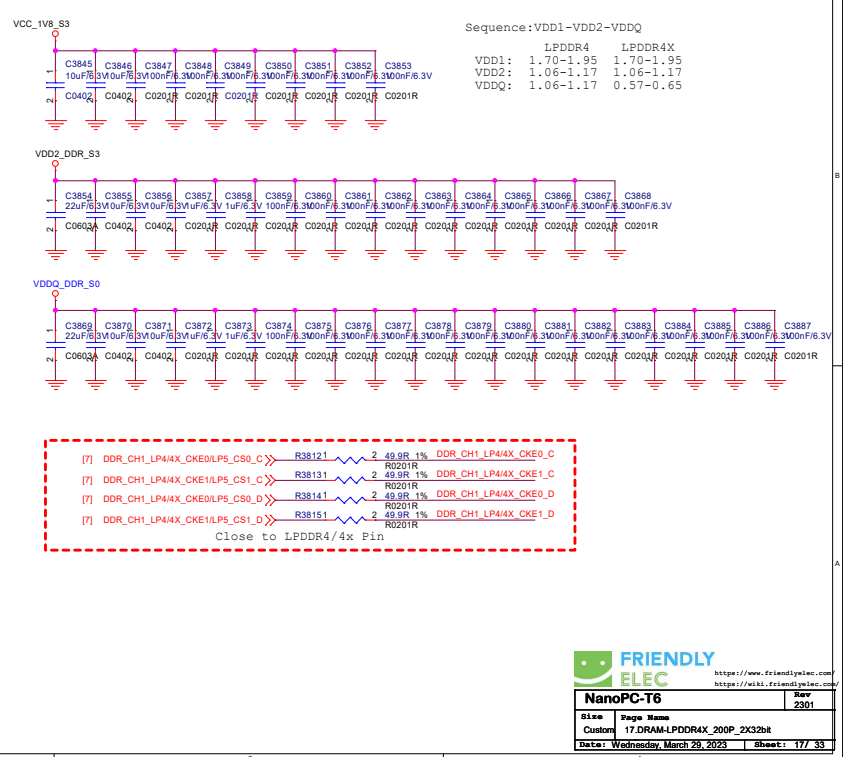 VCC_1V8_S3
Sequence:VDD1-VDD2-VDDQ
LPDDR4 LPDDR4X
VDD1: 1.70-1.95 1.70-1.95
VDD2: 1.06-1.17 1.06-1.17
VDDQ: 1.06-1.17 0.57-0.65
C3845 C3846 C3847 C3848 C3849 C3850 C3851 C3852 C3853
10uF/6.3V 10uF/6.3V 100nF/6.3V 100nF/6.3V 100nF/6.3V 100nF/6.3V 100nF/6.3V 100nF/6.3V 100nF/6.3V
C0402 C0402 C0201R C0201R C0201R C0201R C0201R C0201R C0201R
VDD2_DDR_S3
B
C3854 C3855 C3856 C3857 C3858 C3859 C3860 C3861 C3862 C3863 C3864 C3865 C3866 C3867 C3868
22uF/6.3V 10uF/6.3V 10uF/6.3V 1uF/6.3V 1uF/6.3V 100nF/6.3V 100nF/6.3V 100nF/6.3V 100nF/6.3V 100nF/6.3V 100nF/6.3V 100nF/6.3V 100nF/6.3V 100nF/6.3V 100nF/6.3V
C0603A C0402 C0402 C0201R C0201R C0201R C0201R C0201R C0201R C0201R C0201R C0201R C0201R C0201R C0201R
VDDQ_DDR_S0
C3869 C3870 C3871 C3872 C3873 C3874 C3875 C3876 C3877 C3878 C3879 C3880 C3881 C3882 C3883 C3884 C3885 C3886 C3887
22uF/6.3V 10uF/6.3V 10uF/6.3V 1uF/6.3V 1uF/6.3V 100nF/6.3V 100nF/6.3V 100nF/6.3V 100nF/6.3V 100nF/6.3V 100nF/6.3V 100nF/6.3V 100nF/6.3V 100nF/6.3V 100nF/6.3V 100nF/6.3V 100nF/6.3V 100nF/6.3V 100nF/6.3V
C0603A C0402 C0402 C0201R C0201R C0201R C0201R C0201R C0201R C0201R C0201R C0201R C0201R C0201R C0201R C0201R C0201R C0201R C0201R
[7] DDR_CH1_LP4/4X_CKE0/LP5_CS0_C R3812 1 2 49.9R 1% DDR_CH1_LP4/4X_CKE0_C
R0201R
[7] DDR_CH1_LP4/4X_CKE1/LP5_CS1_C R3813 1 2 49.9R 1% DDR_CH1_LP4/4X_CKE1_C
R0201R
[7] DDR_CH1_LP4/4X_CKE0/LP5_CS0_D R3814 1 2 49.9R 1% DDR_CH1_LP4/4X_CKE0_D
R0201R
[7] DDR_CH1_LP4/4X_CKE1/LP5_CS1_D R3815 1 2 49.9R 1% DDR_CH1_LP4/4X_CKE1_D
R0201R
Close to LPDDR4/4x Pin
A
FRIENDLY
ELEC
https://www.friendlyelec.com/
https://wiki.friendlyelec.com/
NanoPC-T6
Rev
2301
Size Page Name
Custom 17.DRAM-LPDDR4X_200P_2X32bit
Date: Wednesday, March 29, 2023 Sheet: 17/ 33